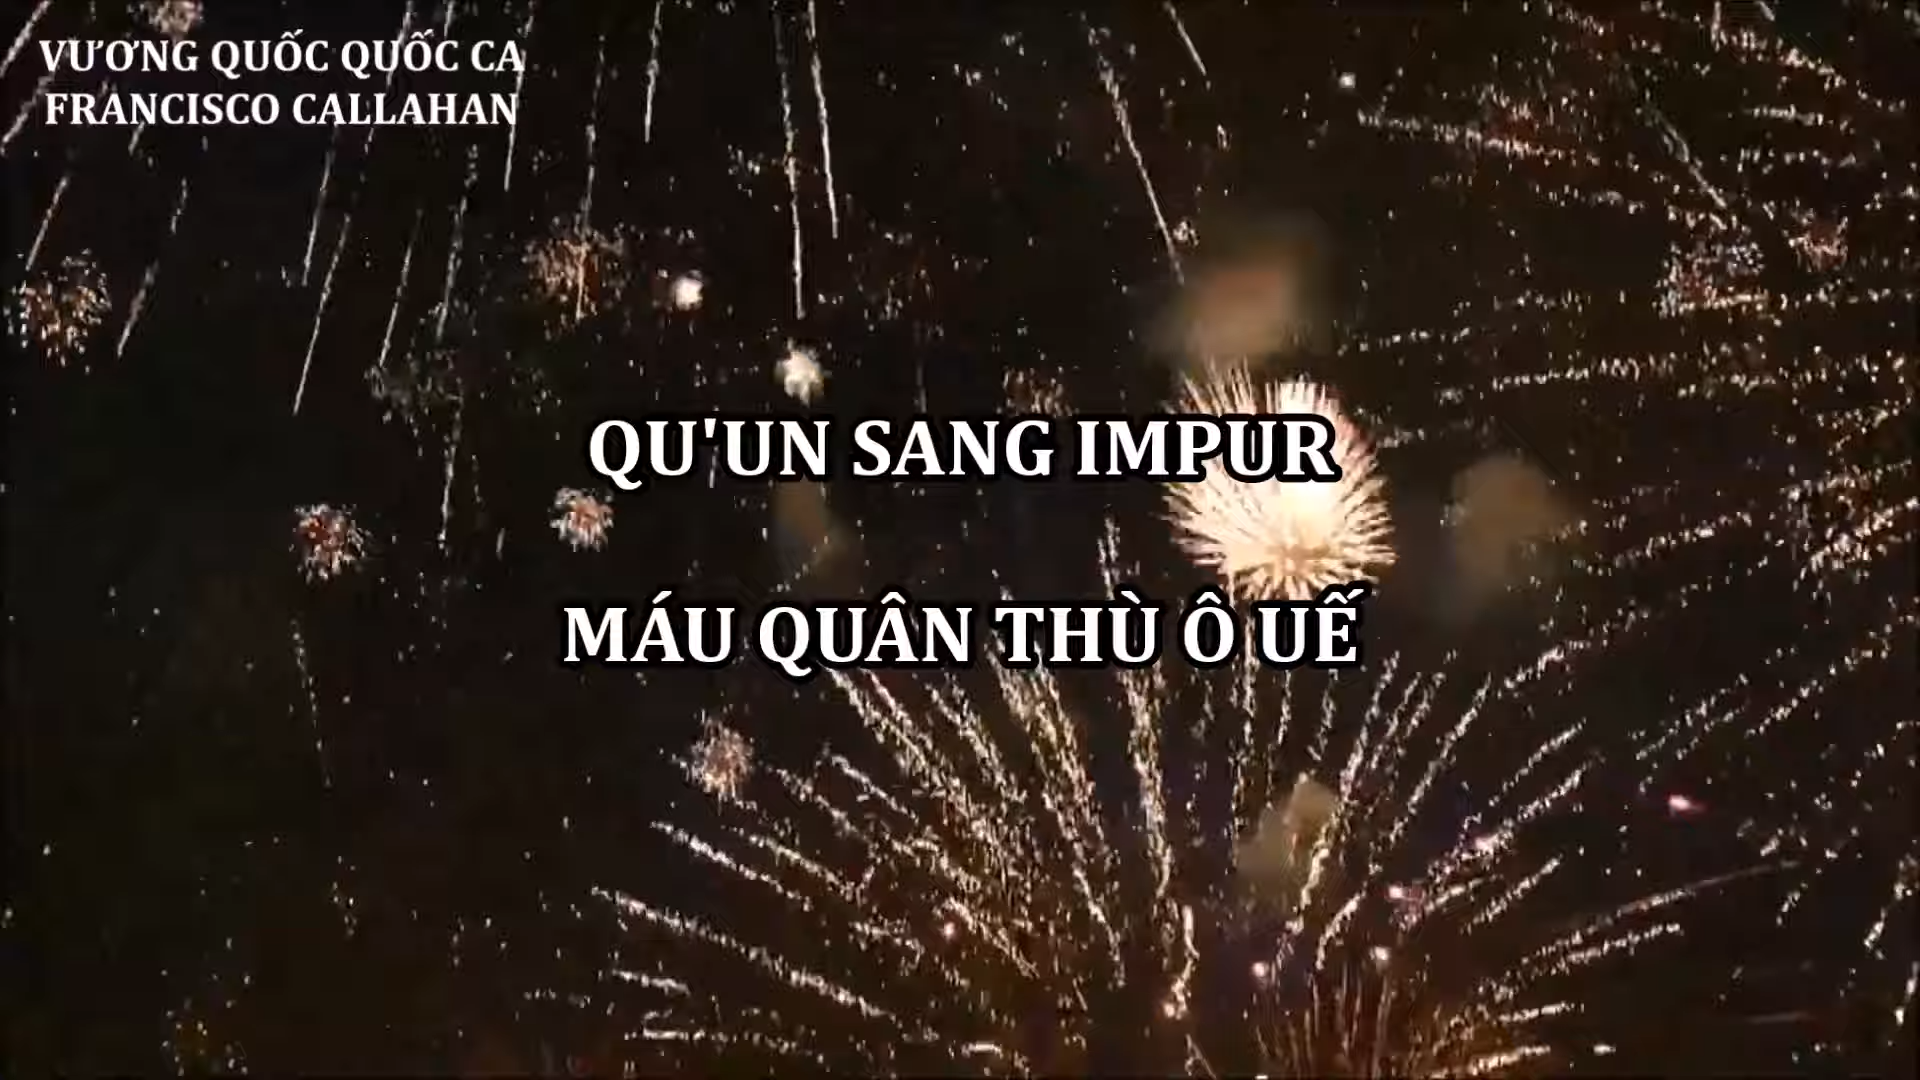 VƯƠNG QUỐC QUỐC CA
FRANCISCO CALLAHAN
QU'UN SANG IMPUR
MÁU QUÂN THÙ Ô UẾ